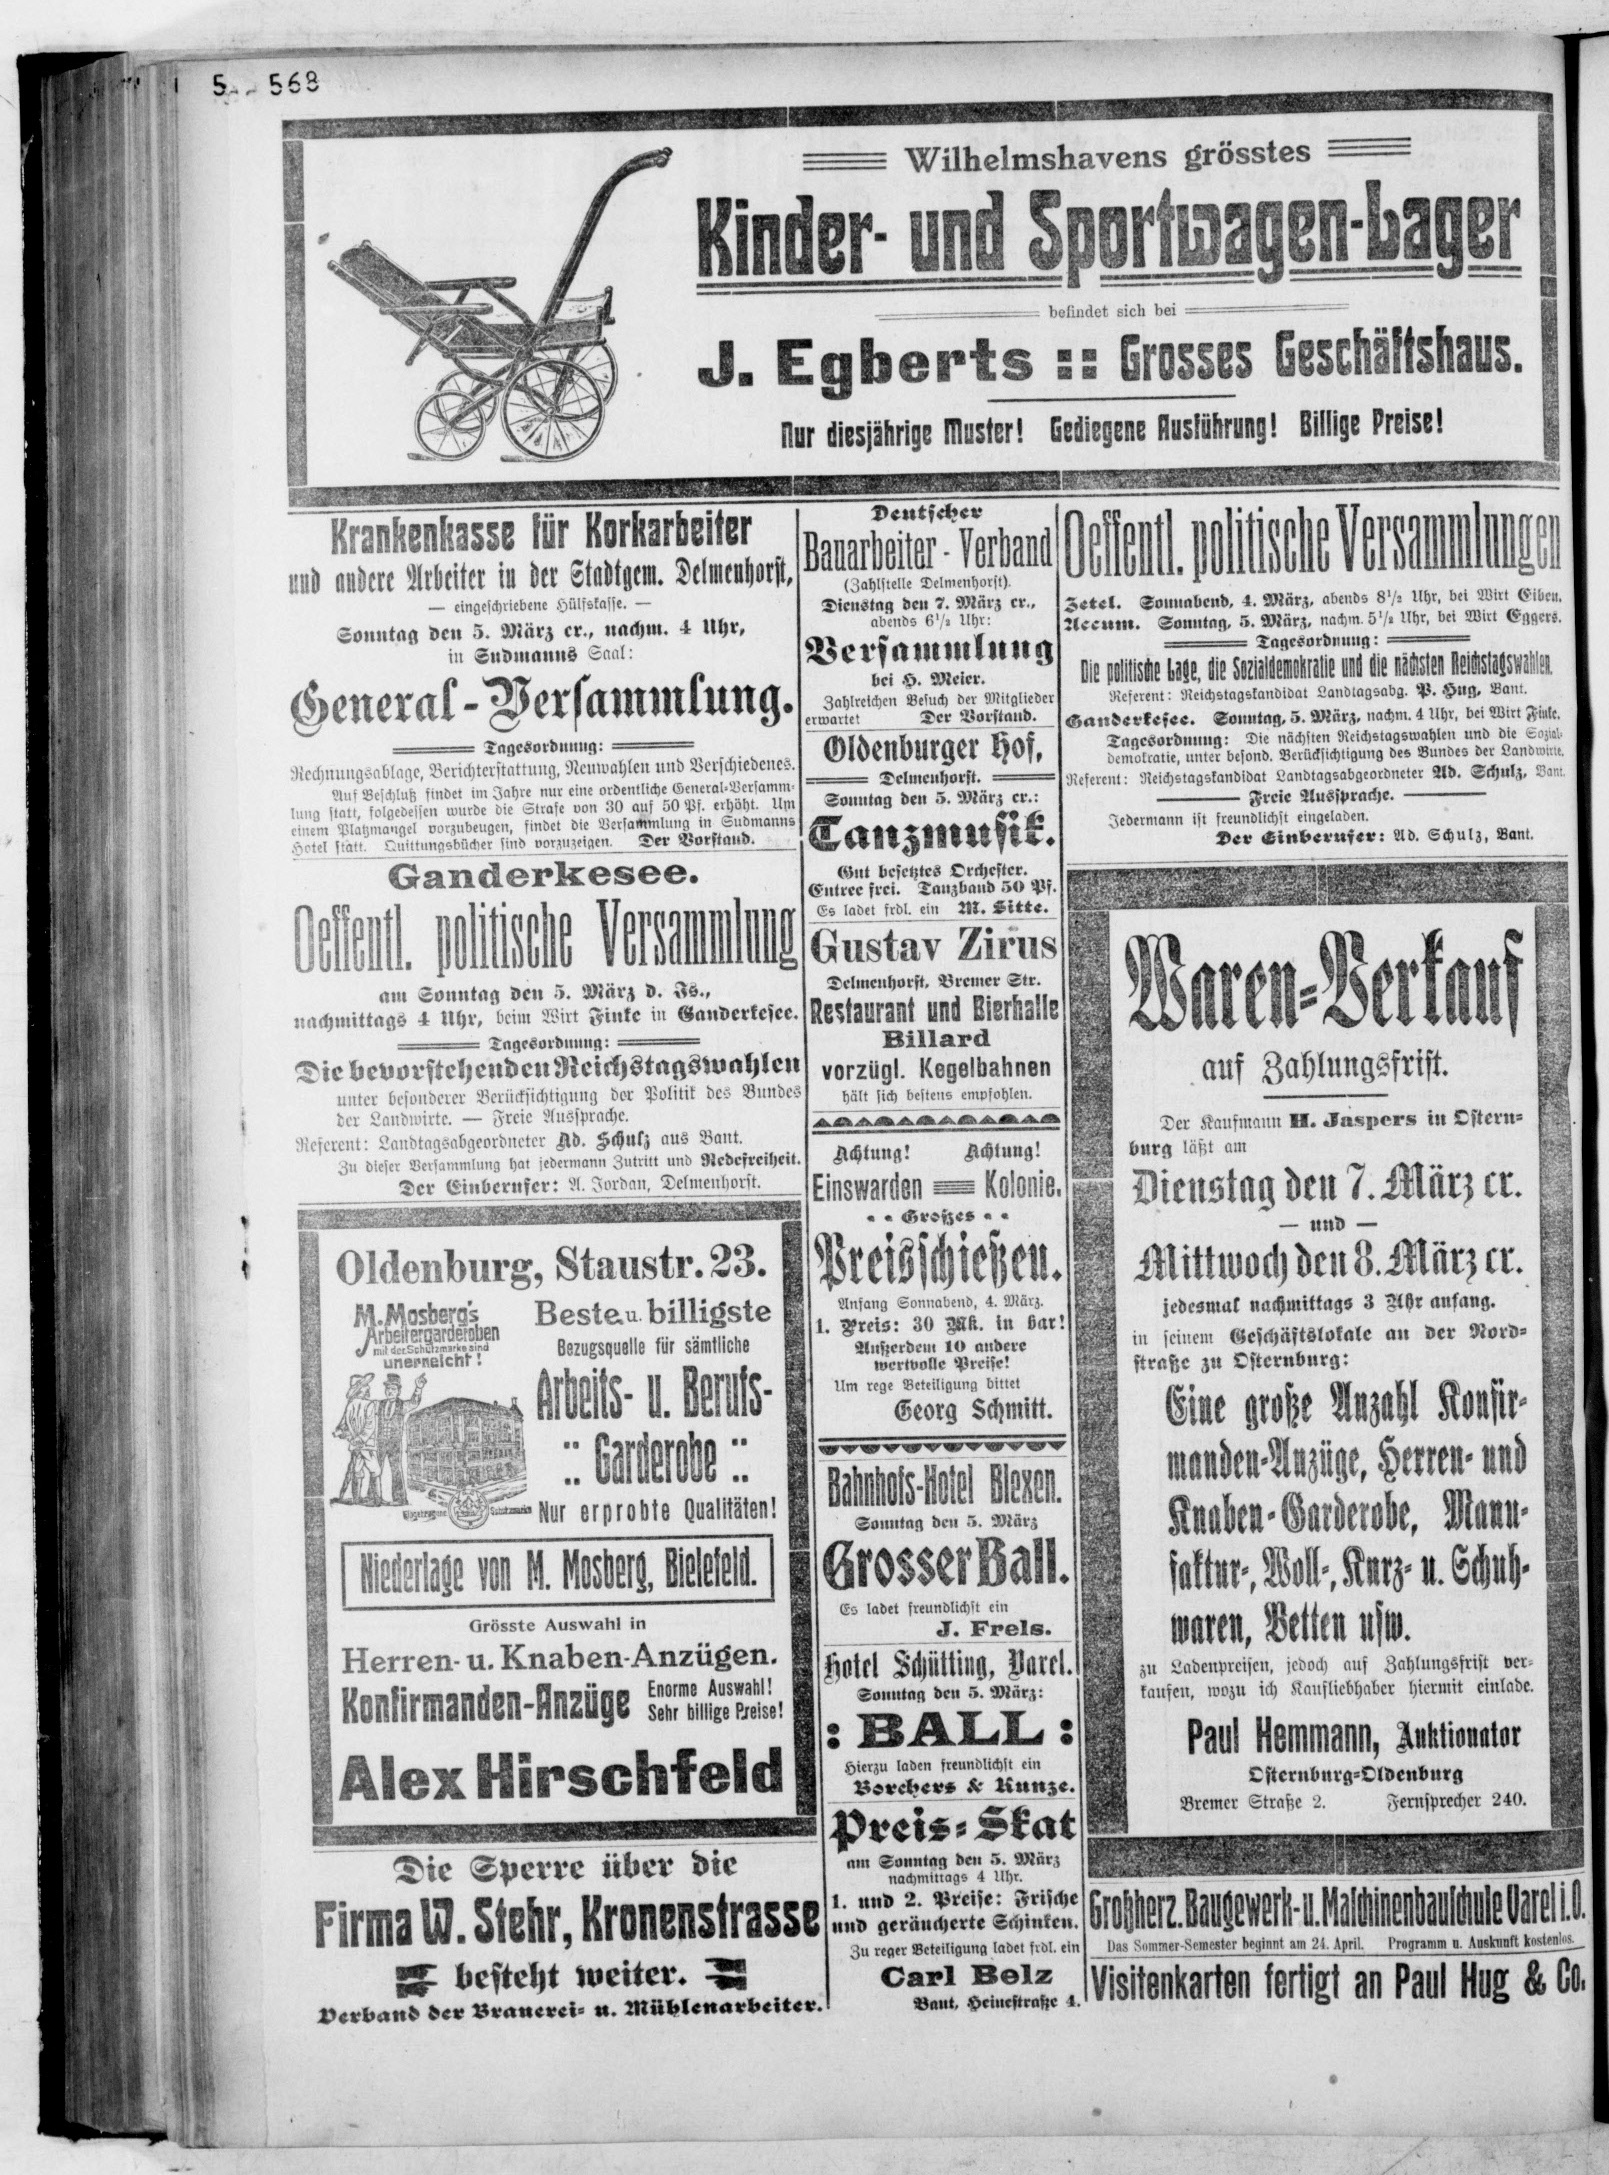 568
Wilhelmshavens grösstes
Kinder- und Sportwagen-Lager
befindet sich bei
J. Egberts :: Grosses Geschäftshaus.
Nur diesjährige Muster! Gediegene Ausführung! Billige Preise!
Krankenkasse für Korkarbeiter
und andere Arbeiter in der Stadtgem. Delmenhorst,
— eingeschriebene Hülfskasse. —
Sonntag den 5. März cr., nachm. 4 Uhr,
in Sudmanns Saal:
General-Versammlung.
Tagesordnung:
Rechnungsablage, Berichterstattung, Neuwahlen und Verschiedenes.
Auf Beschluß findet im Jahre nur eine ordentliche General-Versamm-
lung statt, folgedessen wurde die Strafe von 30 auf 50 Pf. erhöht. Um
einem Platzmangel vorzubeugen, findet die Versammlung in Sudmanns
Hotel statt. Quittungsbücher sind vorzuzeigen. Der Vorstand.
Ganderkesee.
Oeffentl. politische Versammlung
am Sonntag den 5. März d. Js.,
nachmittags 4 Uhr, beim Wirt Finke in Ganderkesee.
Tagesordnung:
Die bevorstehenden Reichstagswahlen
unter besonderer Berücksichtigung der Politik des Bundes
der Landwirte. — Freie Aussprache.
Referent: Landtagsabgeordneter Ad. Schulz aus Bant.
Zu dieser Versammlung hat jedermann Zutritt und Redefreiheit.
Der Einberufer: A. Jordan, Delmenhorst.
Oldenburg, Staustr. 23.
M. Mosberg's
Arbeitergarderoben
mit der Schutzmarke sind
unerreicht!
Eingetragene Schutzmarke
Beste u. billigste
Bezugsquelle für sämtliche
Arbeits- u. Berufs-
:: Garderobe ::
Nur erprobte Qualitäten!
Niederlage von M. Mosberg, Bielefeld.
Grösste Auswahl in
Herren- u. Knaben-Anzügen.
Konfirmanden-Anzüge Enorme Auswahl!
Sehr billige Preise!
Alex Hirschfeld
Die Sperre über die
Firma W. Stehr, Kronenstrasse
besteht weiter.
Verband der Brauerei- u. Mühlenarbeiter.
Deutscher
Bauarbeiter-Verband
(Zahlstelle Delmenhorst).
Dienstag den 7. März cr.,
abends 6½ Uhr:
Versammlung
bei H. Meier.
Zahlreichen Besuch der Mitglieder
erwartet Der Vorstand.
Oldenburger Hof,
Delmenhorst.
Sonntag den 5. März cr.:
Tanzmusik.
Gut besetztes Orchester.
Entree frei. Tanzband 50 Pf.
Es ladet frdl. ein M. Sitte.
Gustav Zirus
Delmenhorst, Bremer Str.
Restaurant und Bierhalle
Billard
vorzügl. Kegelbahnen
hält sich bestens empfohlen.
Achtung! Achtung!
Einswarden Kolonie.
Großes
Preisschießen.
Anfang Sonnabend, 4. März.
1. Preis: 30 Mk. in bar!
Außerdem 10 andere
wertvolle Preise!
Um rege Beteiligung bittet
Georg Schmitt.
Bahnhofs-Hotel Blexen.
Sonntag den 5. März
Grosser Ball.
Es ladet freundlichst ein
J. Frels.
Hotel Schütting, Varel.
Sonntag den 5. März:
: BALL :
Hierzu laden freundlichst ein
Borchers & Kunze.
Preis-Skat
am Sonntag den 5. März
nachmittags 4 Uhr.
1. und 2. Preise: Frische
und geräucherte Schinken.
Zu reger Beteiligung ladet frdl. ein
Carl Belz
Bant, Heinestraße 4.
Oeffentl. politische Versammlungen
Zetel. Sonnabend, 4. März, abends 8½ Uhr, bei Wirt Eiben.
Accum. Sonntag, 5. März, nachm. 5½ Uhr, bei Wirt Eggers.
Tagesordnung:
Die politische Lage, die Sozialdemokratie und die nächsten Reichstagswahlen.
Referent: Reichstagskandidat Landtagsabg. P. Hug, Bant.
Ganderkesee. Sonntag, 5. März, nachm. 4 Uhr, bei Wirt Finke.
Tagesordnung: Die nächsten Reichstagswahlen und die Sozial-
demokratie, unter besond. Berücksichtigung des Bundes der Landwirte.
Referent: Reichstagskandidat Landtagsabgeordneter Ad. Schulz, Bant.
Freie Aussprache.
Jedermann ist freundlichst eingeladen.
Der Einberufer: Ad. Schulz, Bant.
Waren-Verkauf
auf Zahlungsfrist.
Der Kaufmann H. Jaspers in Ostern-
burg läßt am
Dienstag den 7. März cr.
— und —
Mittwoch den 8. März cr.
jedesmal nachmittags 3 Uhr anfang.
in seinem Geschäftslokale an der Nord-
straße zu Osternburg:
Eine große Anzahl Konfir-
manden-Anzüge, Herren- und
Knaben-Garderobe, Manu-
faktur-, Woll-, Kurz- u. Schuh-
waren, Betten usw.
zu Ladenpreisen, jedoch auf Zahlungsfrist ver-
kaufen, wozu ich Kaufliebhaber hiermit einlade.
Paul Hemmann, Auktionator
Osternburg-Oldenburg
Bremer Straße 2. Fernsprecher 240.
Großherz. Baugewerk- u. Maschinenbauschule Varel i. O.
Das Sommer-Semester beginnt am 24. April. Programm u. Auskunft kostenlos.
Visitenkarten fertigt an Paul Hug & Co.